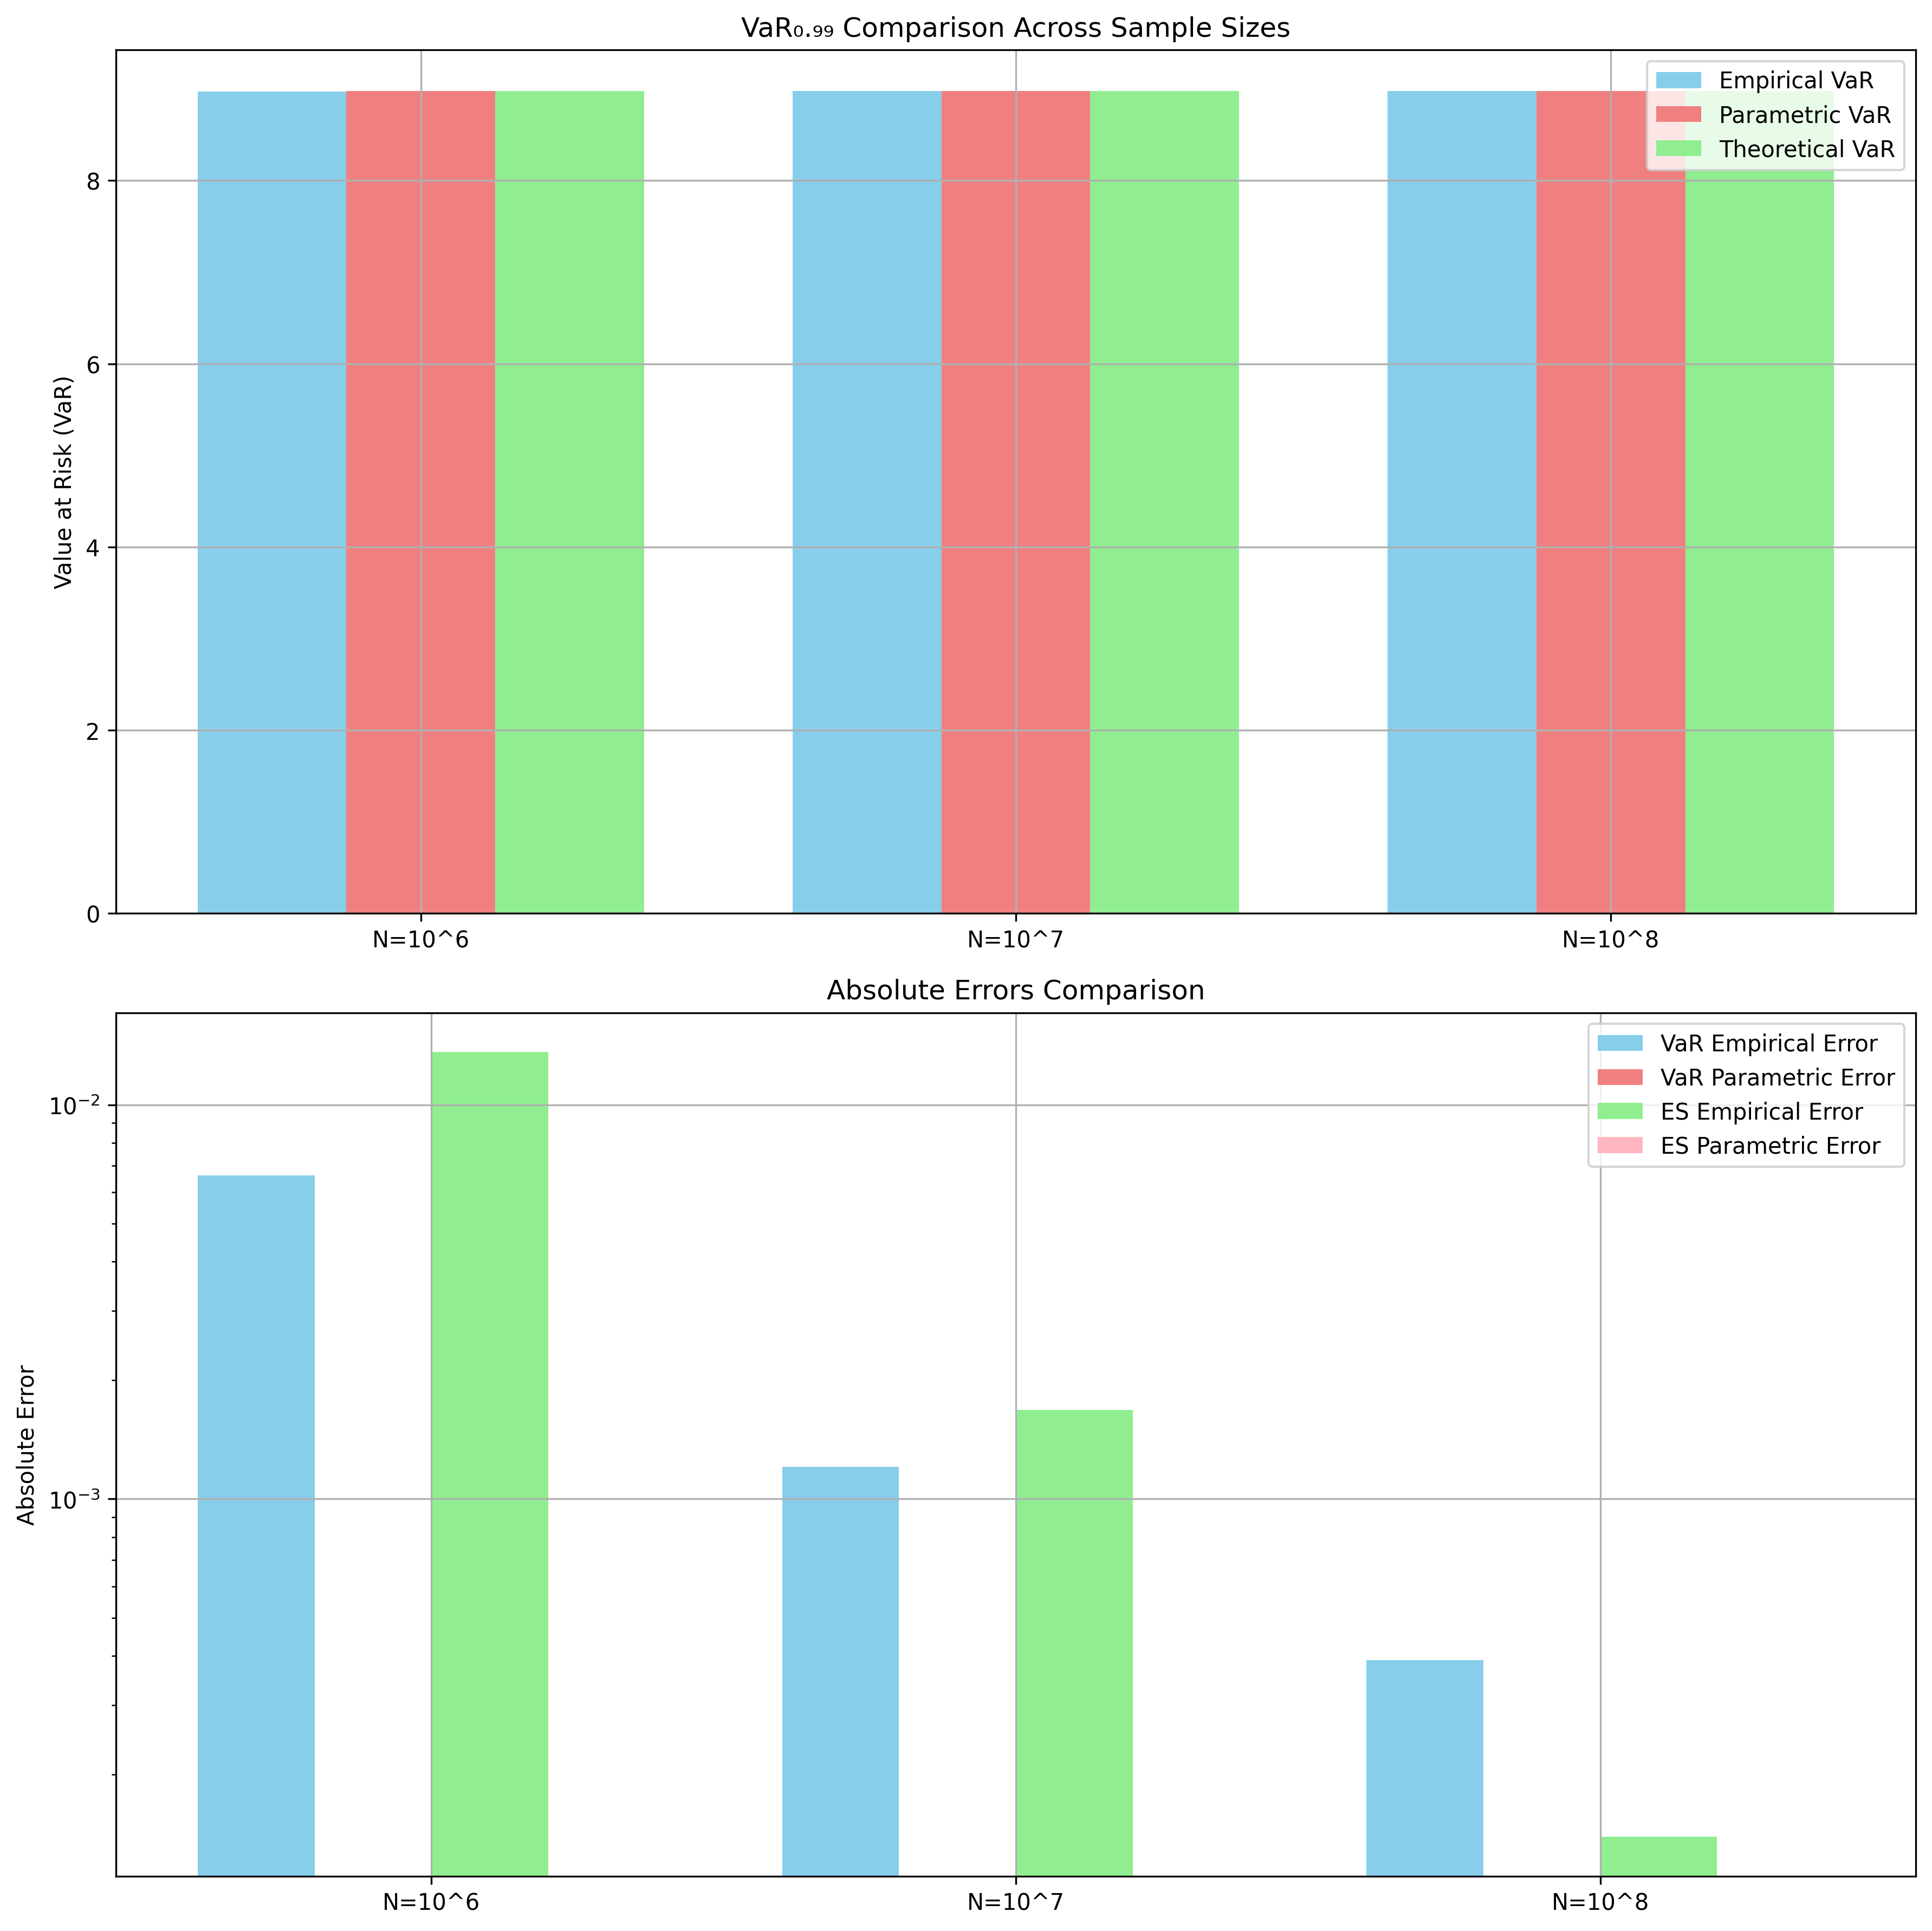 VaR₀.₉₉ Comparison Across Sample Sizes
Value at Risk (VaR)
8
6
4
2
0
Empirical VaR
Parametric VaR
Theoretical VaR
N=10^6
N=10^7
N=10^8
Absolute Errors Comparison
Absolute Error
10⁻²
10⁻³
VaR Empirical Error
VaR Parametric Error
ES Empirical Error
ES Parametric Error
N=10^6
N=10^7
N=10^8